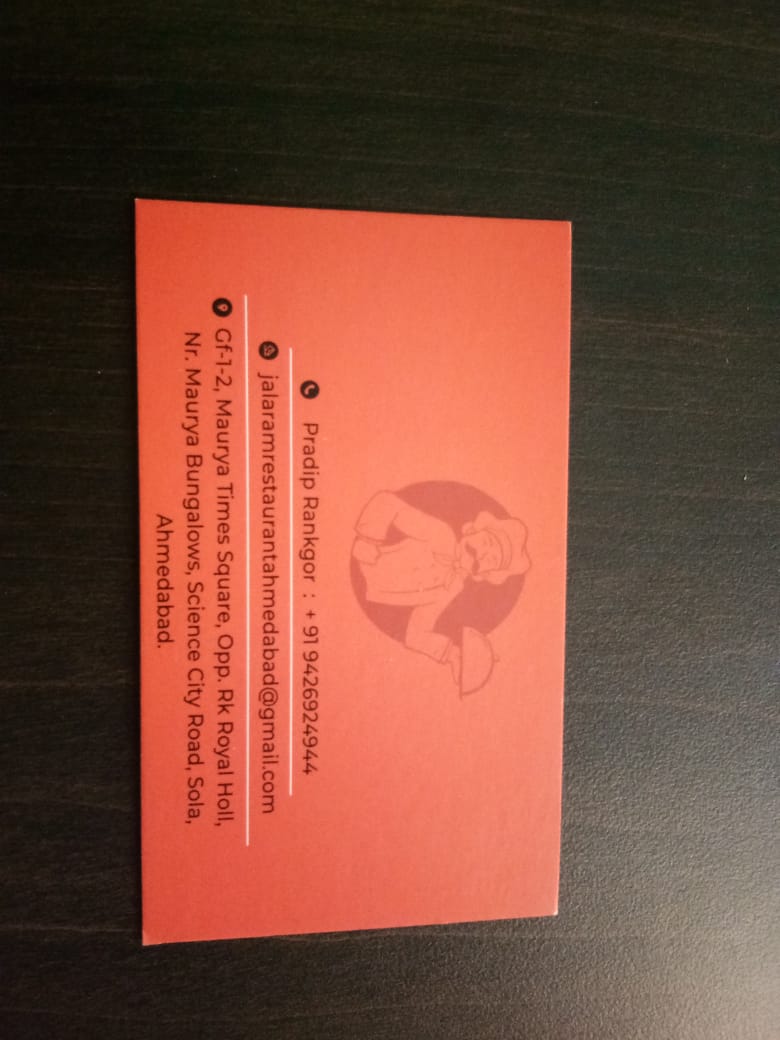 Pradip Rankgor : + 91 9426924944
jalaramrestaurantahmedabad@gmail.com
Gf-1-2, Maurya Times Square, Opp. Rk Royal Holl,
Nr. Maurya Bungalows, Science City Road, Sola,
Ahmedabad.